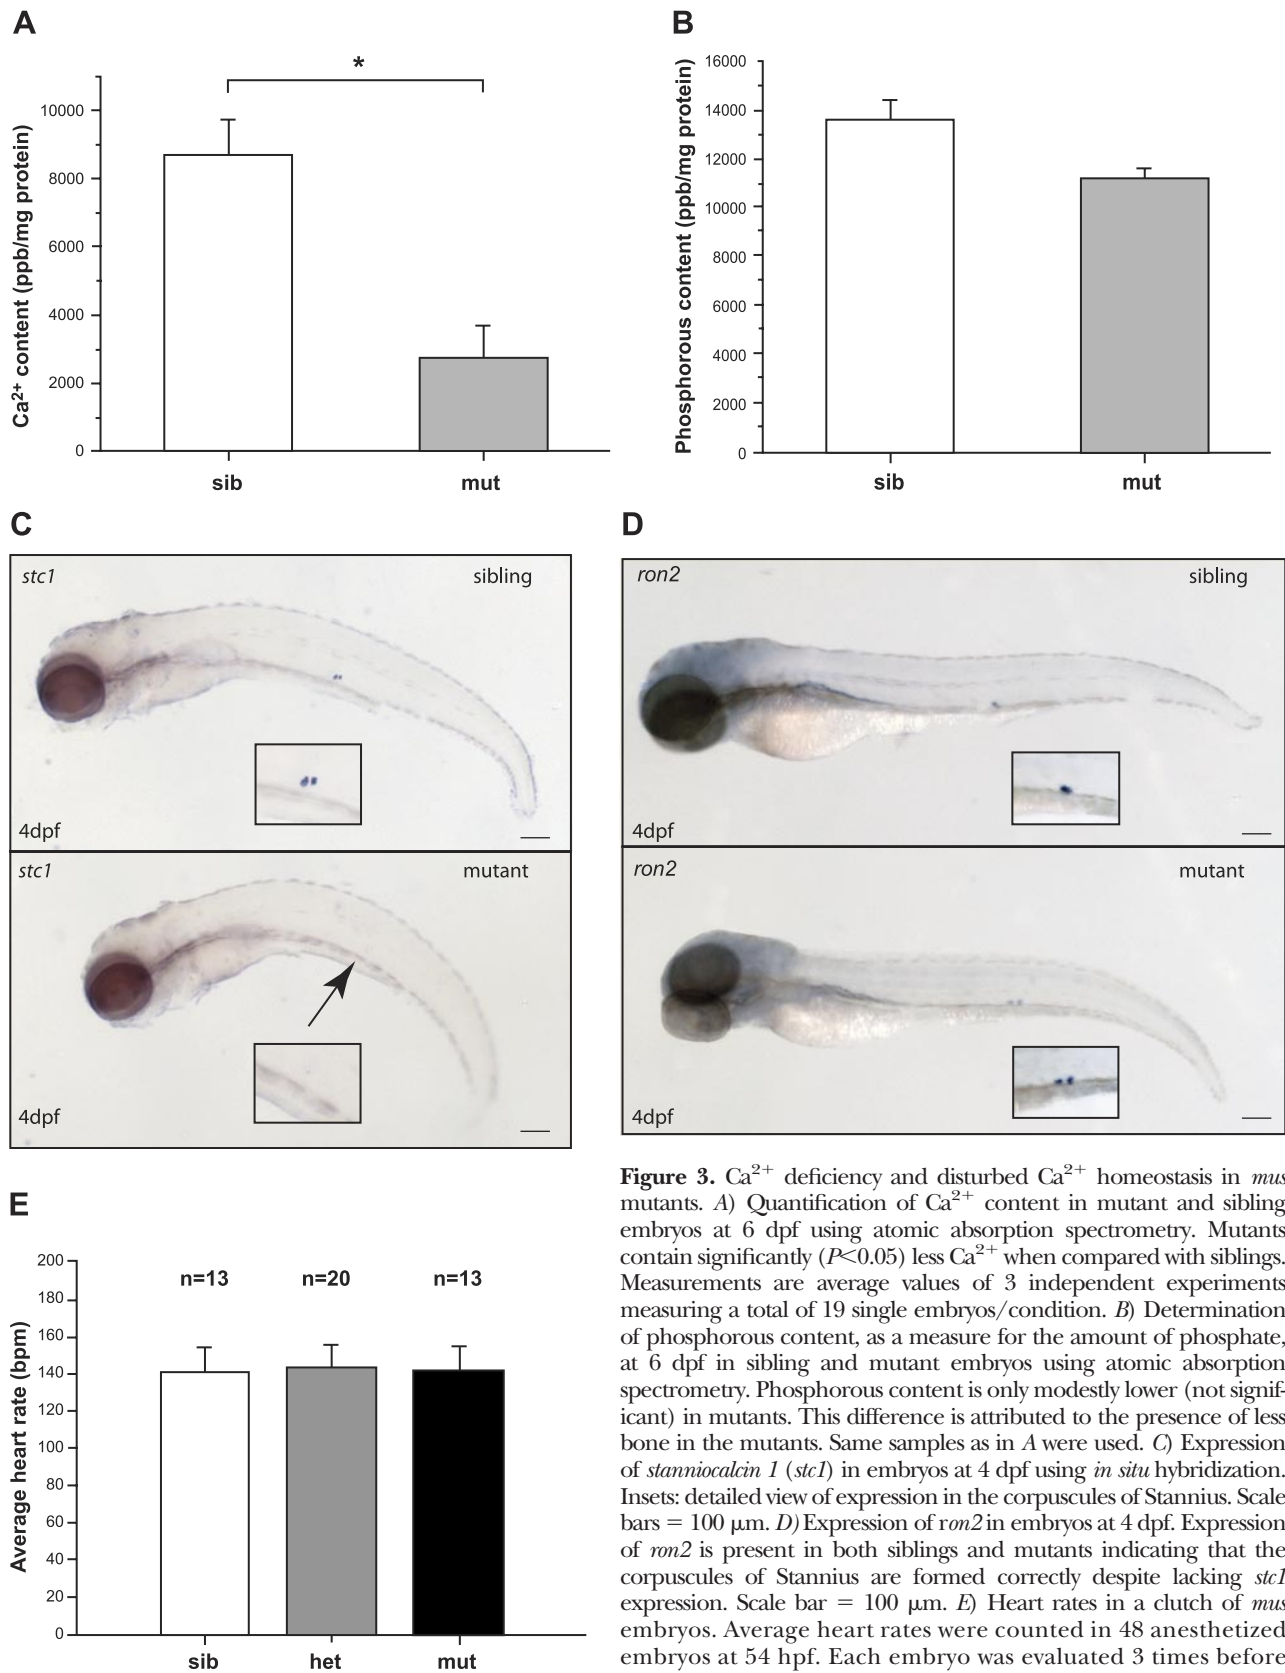 A
*
Ca2+ content (ppb/mg protein)
10000
8000
6000
4000
2000
0
sib
mut
B
Phosphorous content (ppb/mg protein)
16000
14000
12000
10000
8000
6000
4000
2000
0
sib
mut
C
stc1
sibling
4dpf
stc1
mutant
4dpf
D
ron2
sibling
4dpf
ron2
mutant
4dpf
E
Average heart rate (bpm)
200
180
160
140
120
100
80
60
40
20
0
n=13
n=20
n=13
sib
het
mut
Figure 3. Ca2+ deficiency and disturbed Ca2+ homeostasis in mus
mutants. A) Quantification of Ca2+ content in mutant and sibling
embryos at 6 dpf using atomic absorption spectrometry. Mutants
contain significantly (P<0.05) less Ca2+ when compared with siblings.
Measurements are average values of 3 independent experiments
measuring a total of 19 single embryos/condition. B) Determination
of phosphorous content, as a measure for the amount of phosphate,
at 6 dpf in sibling and mutant embryos using atomic absorption
spectrometry. Phosphorous content is only modestly lower (not signif-
icant) in mutants. This difference is attributed to the presence of less
bone in the mutants. Same samples as in A were used. C) Expression
of stanniocalcin 1 (stc1) in embryos at 4 dpf using in situ hybridization.
Insets: detailed view of expression in the corpuscules of Stannius. Scale
bars = 100 μm. D) Expression of ron2 in embryos at 4 dpf. Expression
of ron2 is present in both siblings and mutants indicating that the
corpuscules of Stannius are formed correctly despite lacking stc1
expression. Scale bar = 100 μm. E) Heart rates in a clutch of mus
embryos. Average heart rates were counted in 48 anesthetized
embryos at 54 hpf. Each embryo was evaluated 3 times before